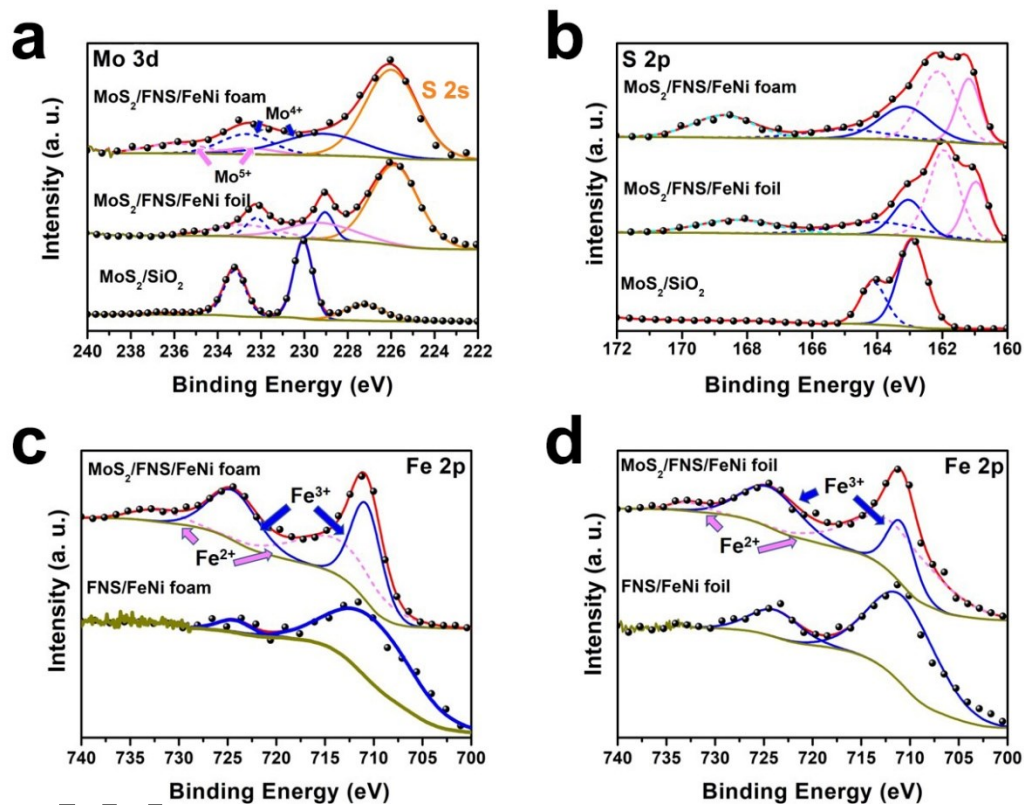 a
Mo 3d
MoS2/FNS/FeNi foam
Mo4+
S 2s
Mo5+
MoS2/FNS/FeNi foil
MoS2/SiO2
Intensity (a. u.)
240 238 236 234 232 230 228 226 224 222
Binding Energy (eV)
b
S 2p
MoS2/FNS/FeNi foam
MoS2/FNS/FeNi foil
MoS2/SiO2
intensity (a. u.)
172 170 168 166 164 163 162 161 160
Binding Energy (eV)
c
MoS2/FNS/FeNi foam
Fe 2p
Fe3+
Fe2+
FNS/FeNi foam
Intensity (a. u.)
740 735 730 725 720 715 710 705 700
Binding Energy (eV)
d
MoS2/FNS/FeNi foil
Fe 2p
Fe3+
Fe2+
FNS/FeNi foil
Intensity (a. u.)
740 730 720 710 700
Binding Energy (eV)